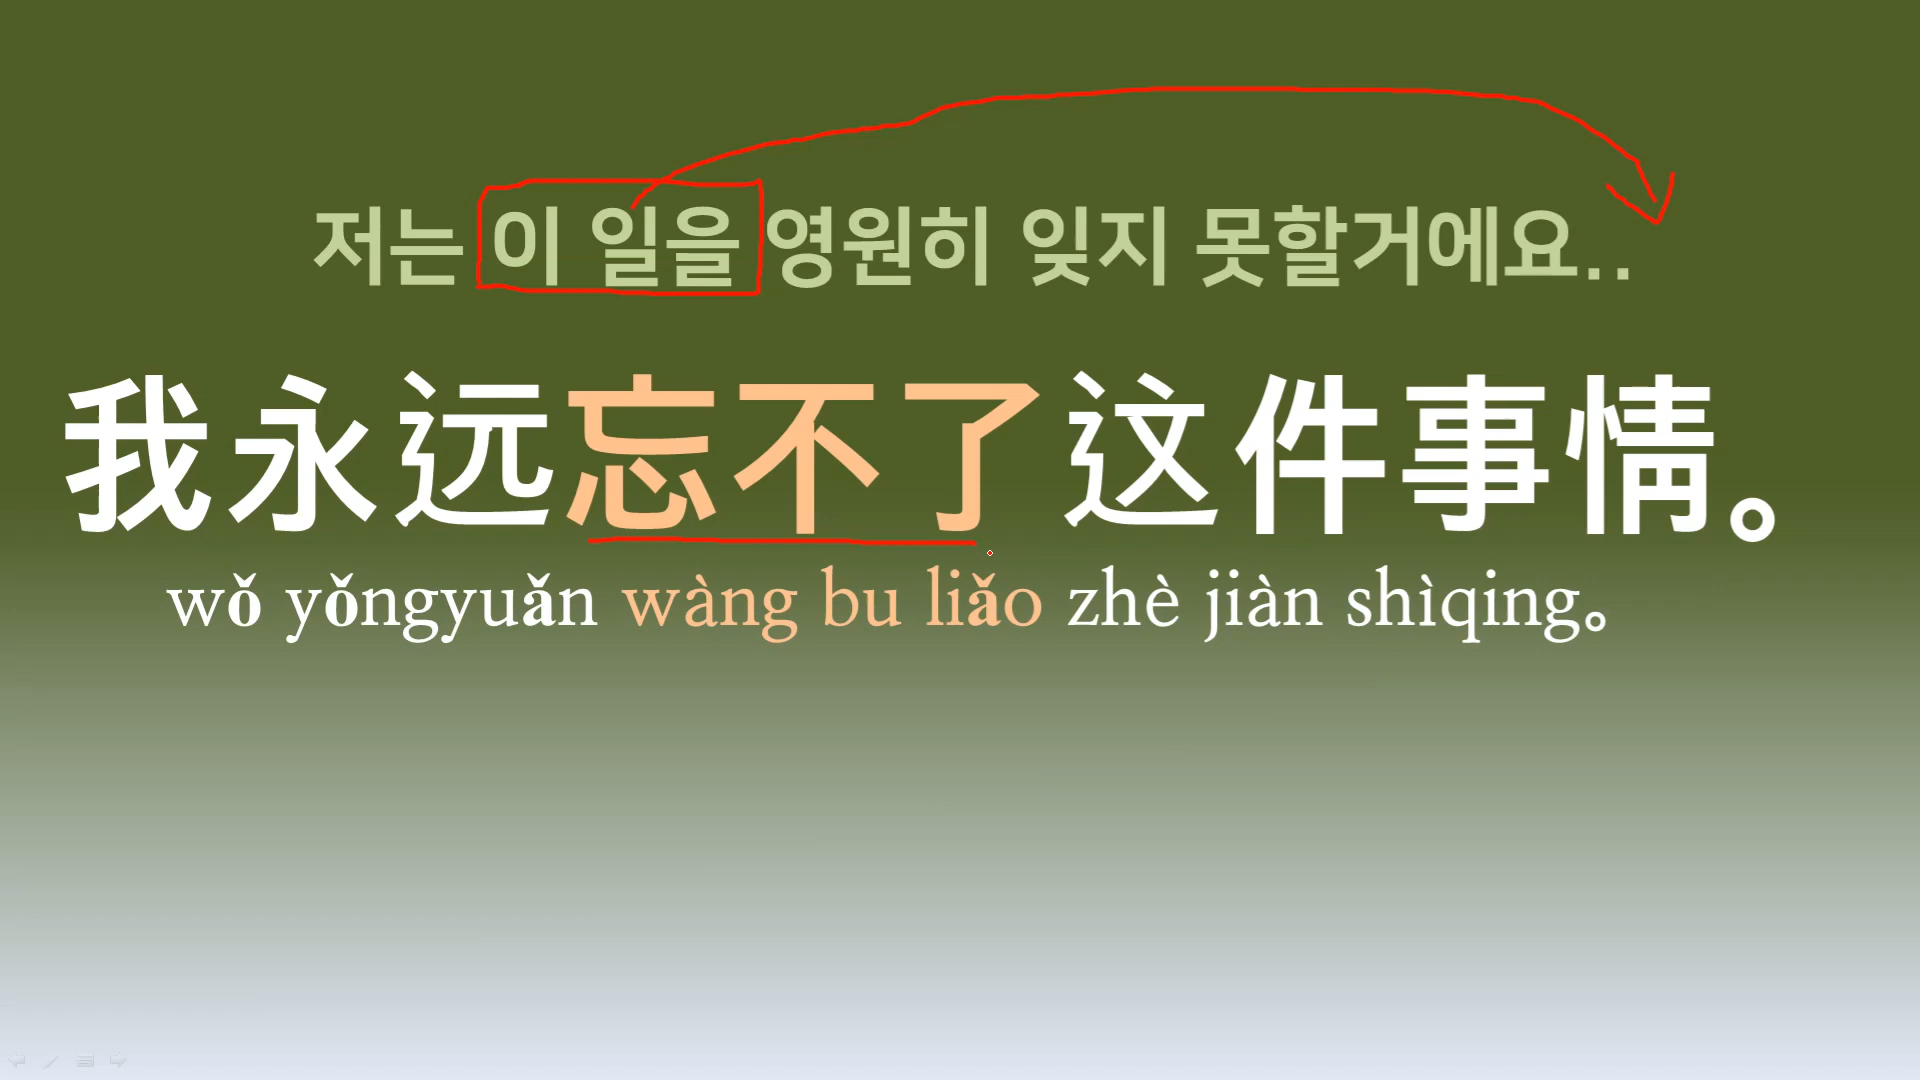 저는 이 일을 영원히 잊지 못할거에요..
我永远忘不了这件事情。
wǒ yǒngyuǎn wàng bu liǎo zhè jiàn shìqing。